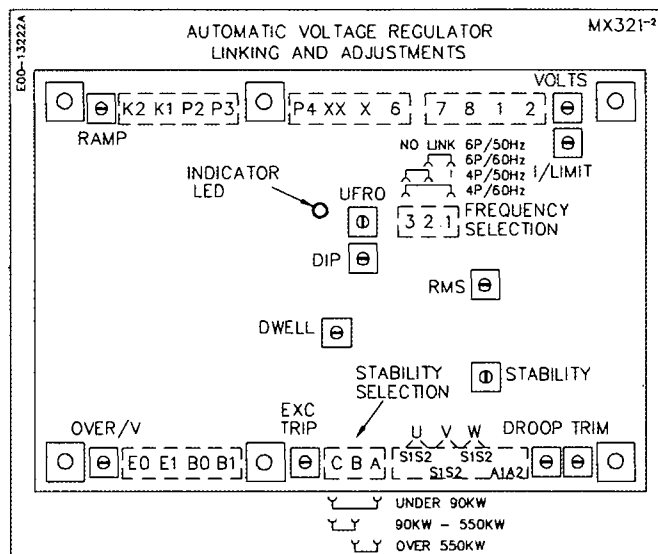 E00-13222A
AUTOMATIC VOLTAGE REGULATOR
LINKING AND ADJUSTMENTS
MX321-2
VOLTS
K2 K1 P2 P3
P4 XX X 6
7 8 1 2
RAMP
NO LINK 6P/50Hz
6P/60Hz
4P/50Hz
4P/60Hz
I/LIMIT
INDICATOR
LED
UFRO
3 2 1
FREQUENCY
SELECTION
DIP
RMS
DWELL
STABILITY
SELECTION
STABILITY
OVER/V
EXC
TRIP
U V W
DROOP TRIM
E0 E1 B0 B1
C B A
S1S2 S1S2
S1S2 A1A2
UNDER 90KW
90KW - 550KW
OVER 550KW